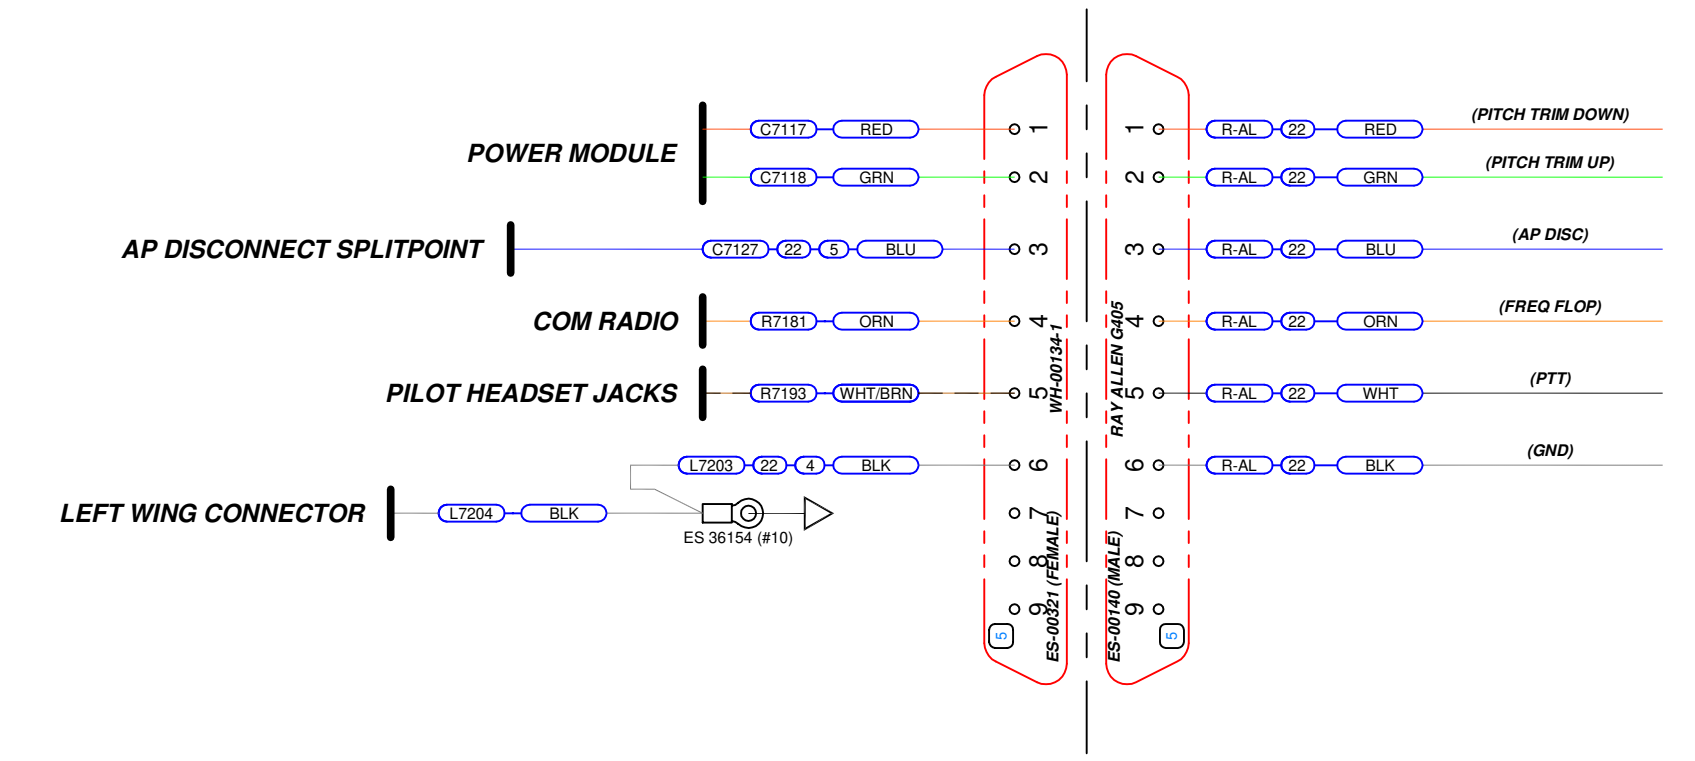 (PITCH TRIM DOWN)
POWER MODULE
C7117 RED 1 1 R-AL 22 RED
(PITCH TRIM UP)
C7118 GRN 2 2 R-AL 22 GRN
(AP DISC)
AP DISCONNECT SPLITPOINT C7127 22 5 BLU 3 3 R-AL 22 BLU
(FREQ FLOP)
COM RADIO R7181 ORN 4 4 R-AL 22 ORN
(PTT)
PILOT HEADSET JACKS R7193 WHT/BRN 5 5 R-AL 22 WHT
(GND)
L7203 22 4 BLK 6 6 R-AL 22 BLK
LEFT WING CONNECTOR L7204 BLK 7 7
ES 36154 (#10)
8 8
9 9
5 5
WH-00134-1
ES-00321 (FEMALE)
RAY ALLEN G405
ES-00140 (MALE)